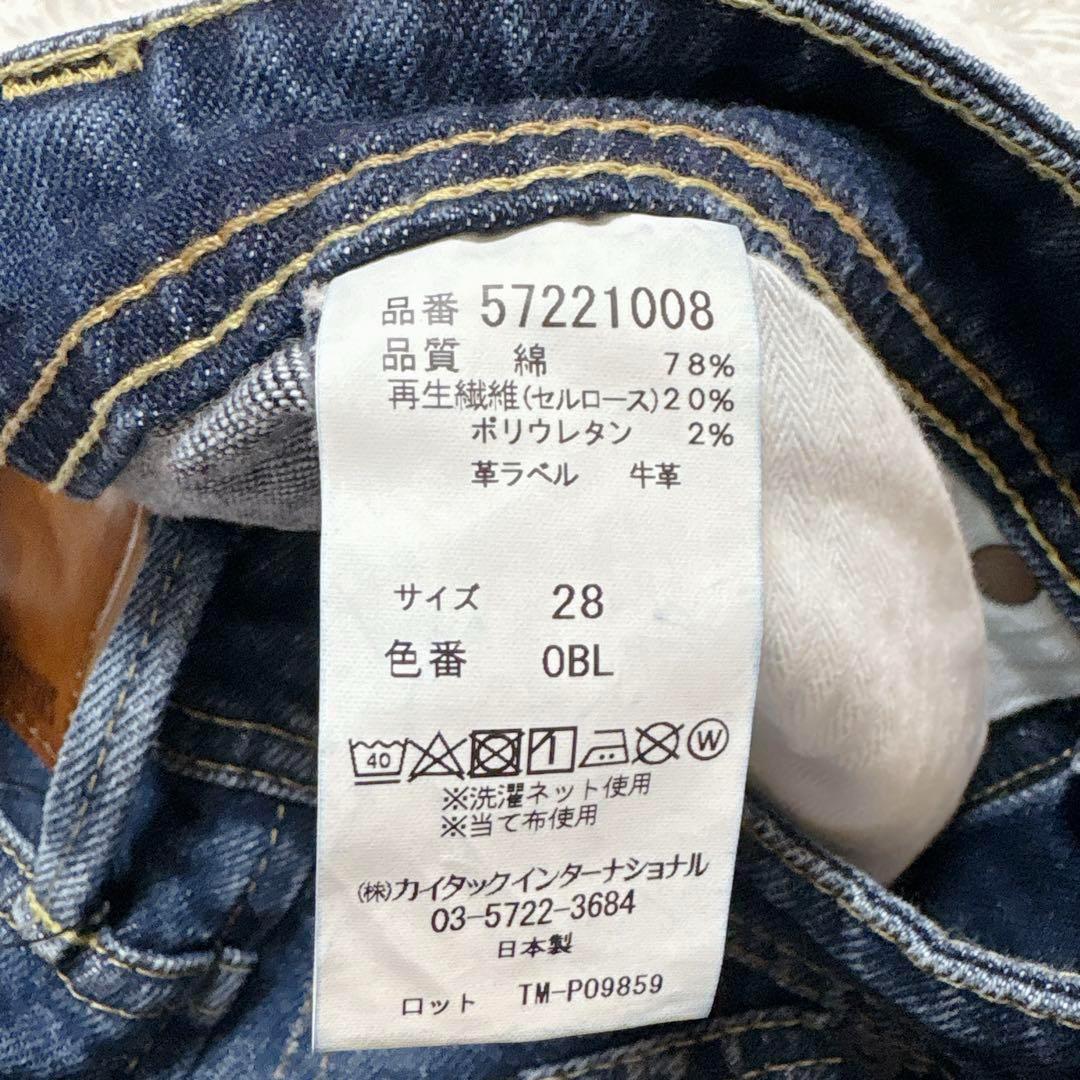 品番 57221008
品質 綿 78%
再生繊維(セルロース)20%
ポリウレタン 2%
革ラベル 牛革
サイズ 28
色番 0BL
40 W
※洗濯ネット使用
※当て布使用
(株)カイタックインターナショナル
03-5722-3684
日本製
ロット TM-P09859